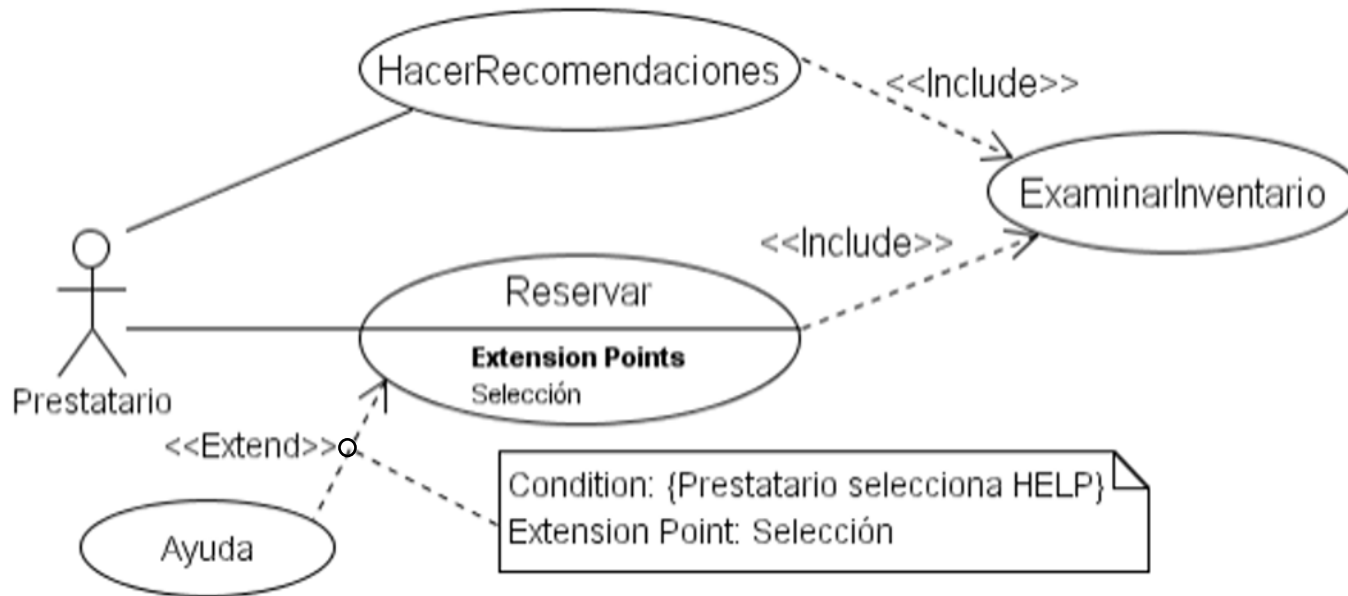 HacerRecomendaciones
<<Include>>
ExaminarInventario
<<Include>>
Reservar
Extension Points
Selección
Prestatario
<<Extend>>
Condition: {Prestatario selecciona HELP}
Extension Point: Selección
Ayuda